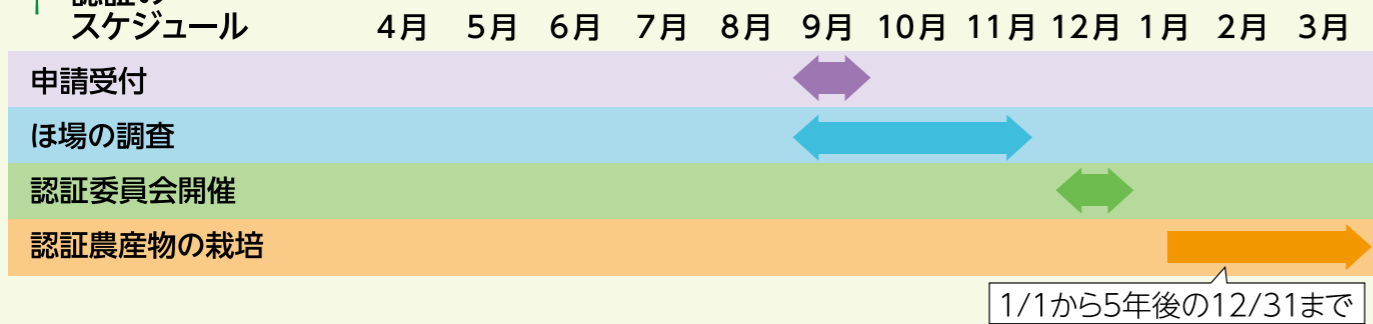 認証の
スケジュール 4月 5月 6月 7月 8月 9月 10月 11月 12月 1月 2月 3月
申請受付
ほ場の調査
認証委員会開催
認証農産物の栽培
1/1から5年後の12/31まで